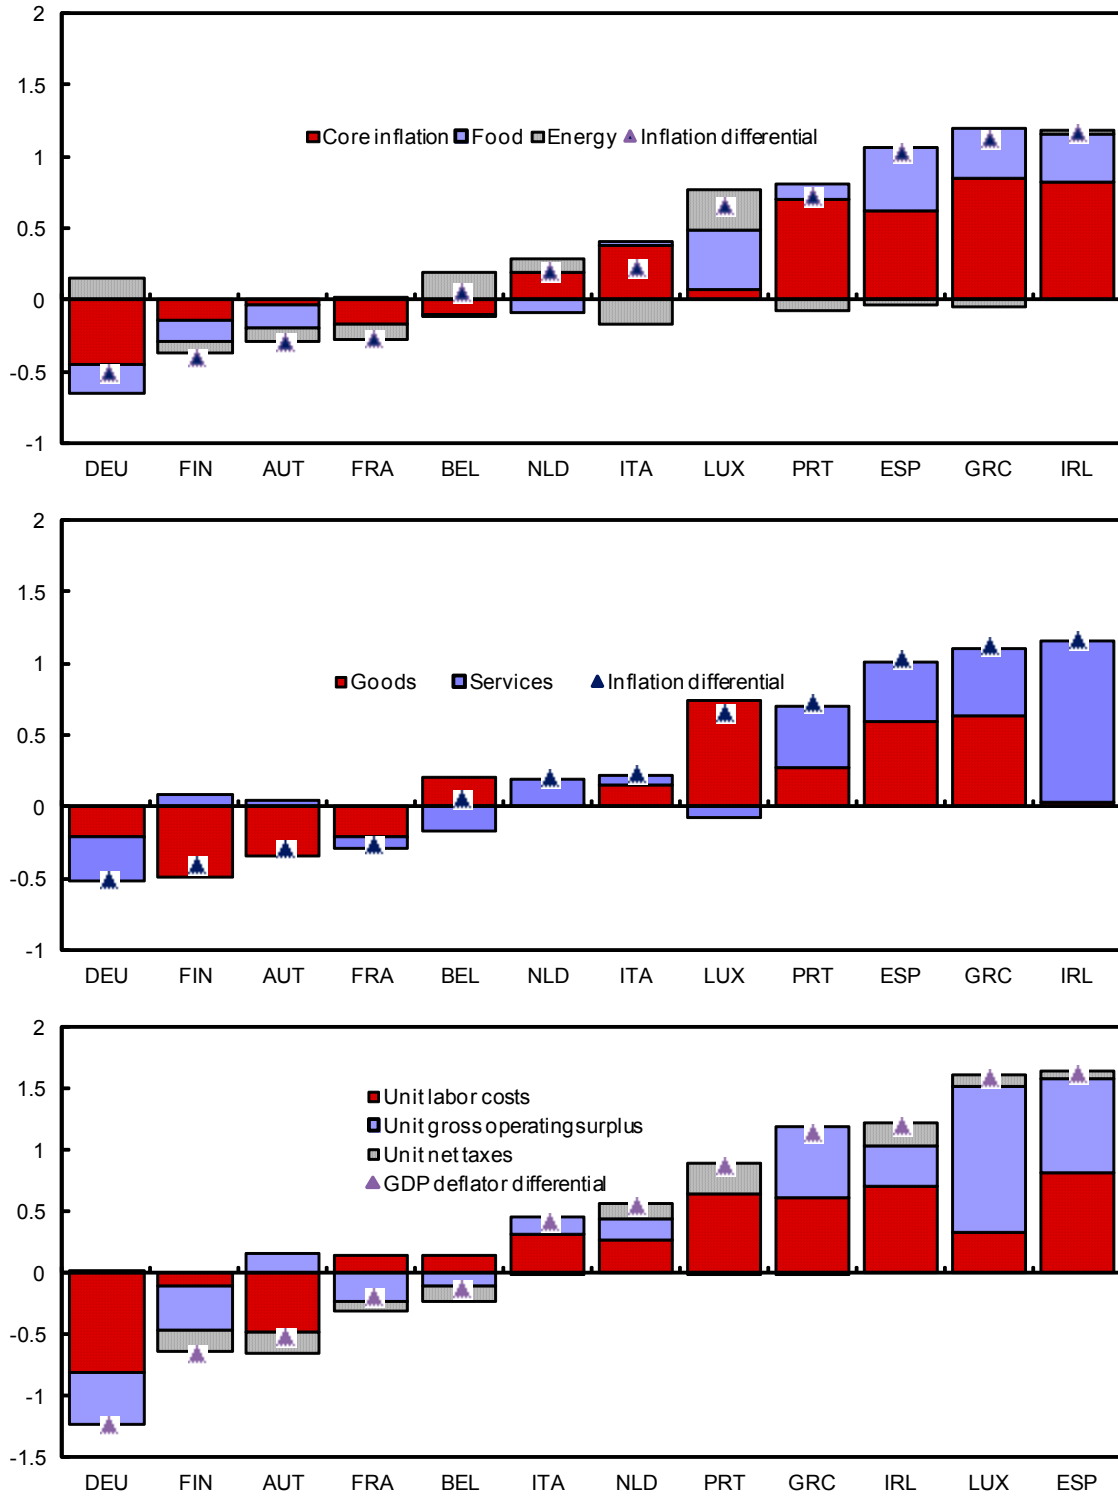 2
1.5
Core inflation Food Energy Inflation differential
1
0.5
0
-0.5
-1
DEU FIN AUT FRA BEL NLD ITA LUX PRT ESP GRC IRL
2
1.5
1
Goods Services Inflation differential
0.5
0
-0.5
-1
DEU FIN AUT FRA BEL NLD ITA LUX PRT ESP GRC IRL
2
1.5
Unit labor costs
Unit gross operating surplus
1
Unit net taxes
GDP deflator differential
0.5
0
-0.5
-1
-1.5
DEU FIN AUT FRA BEL ITA NLD PRT GRC IRL LUX ESP